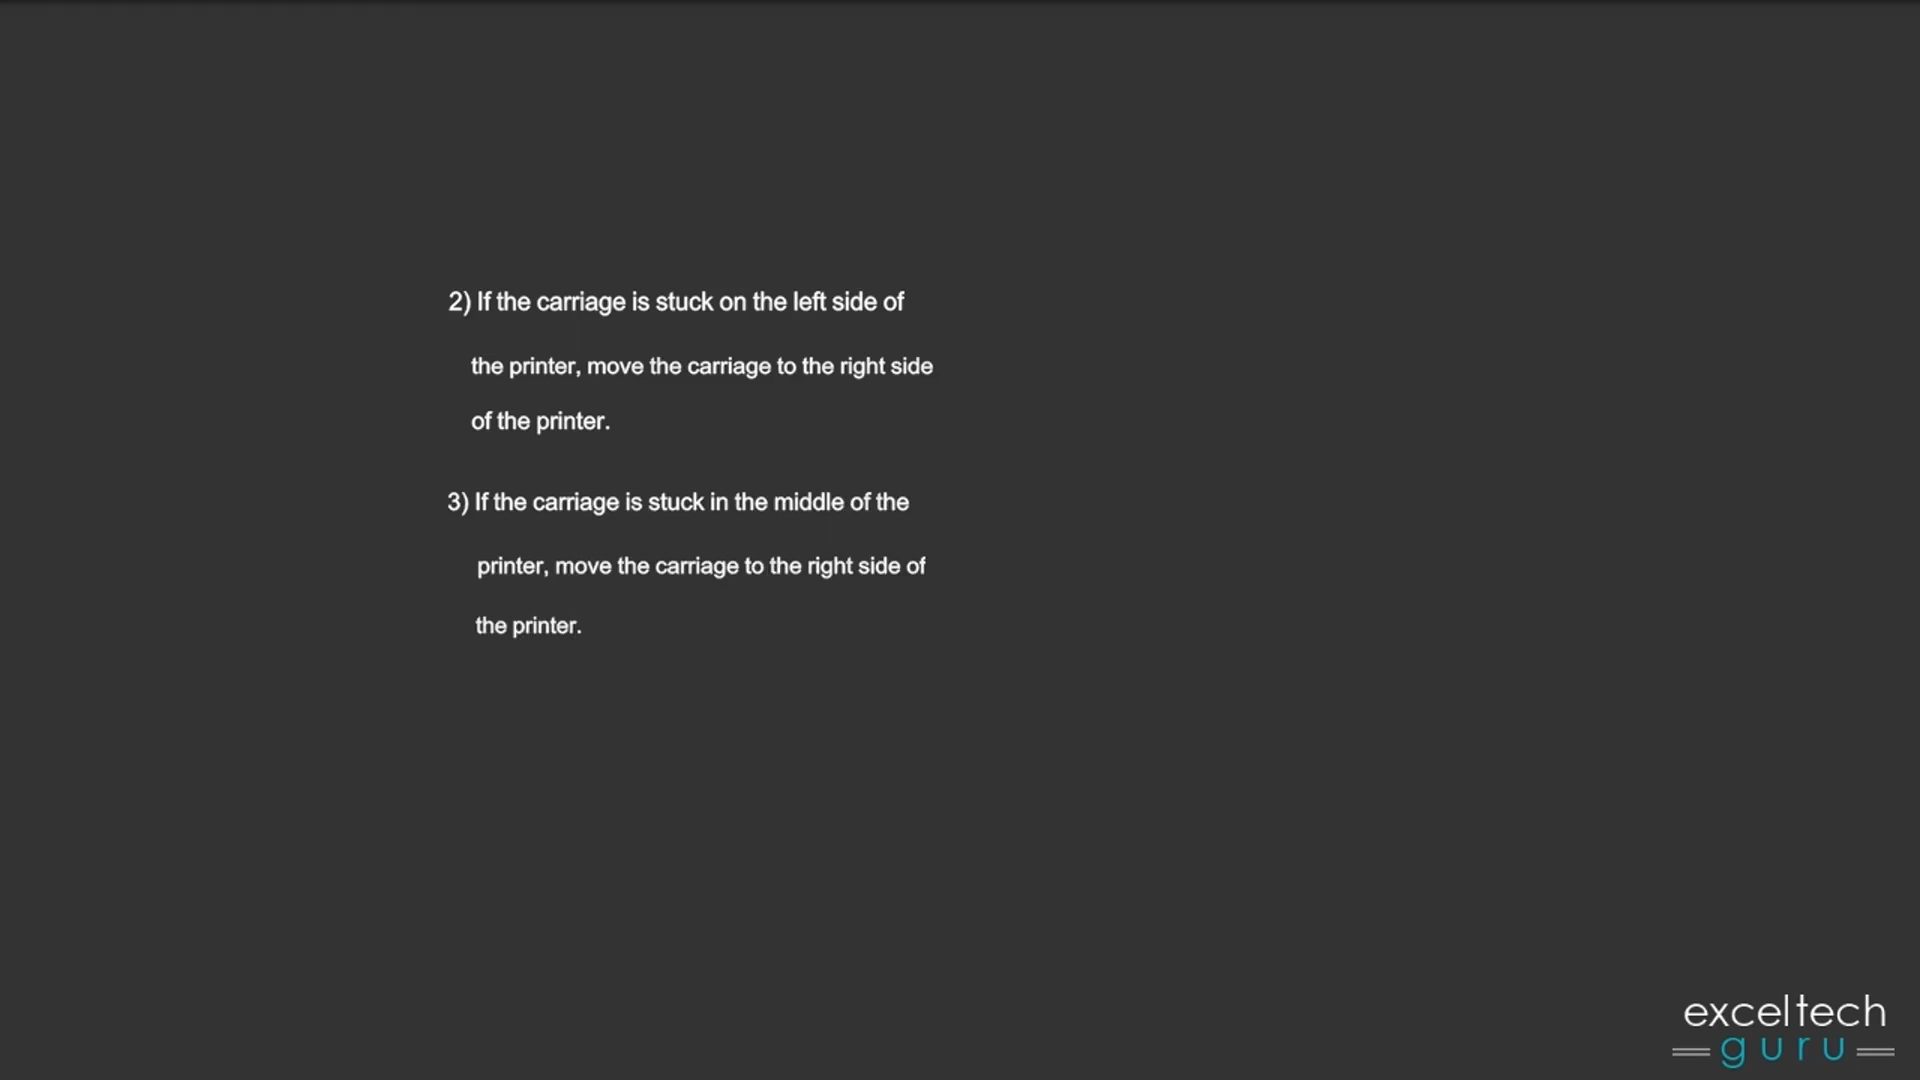 2) If the carriage is stuck on the left side of
the printer, move the carriage to the right side
of the printer.
3) If the carriage is stuck in the middle of the
printer, move the carriage to the right side of
the printer.
exceltech
guru